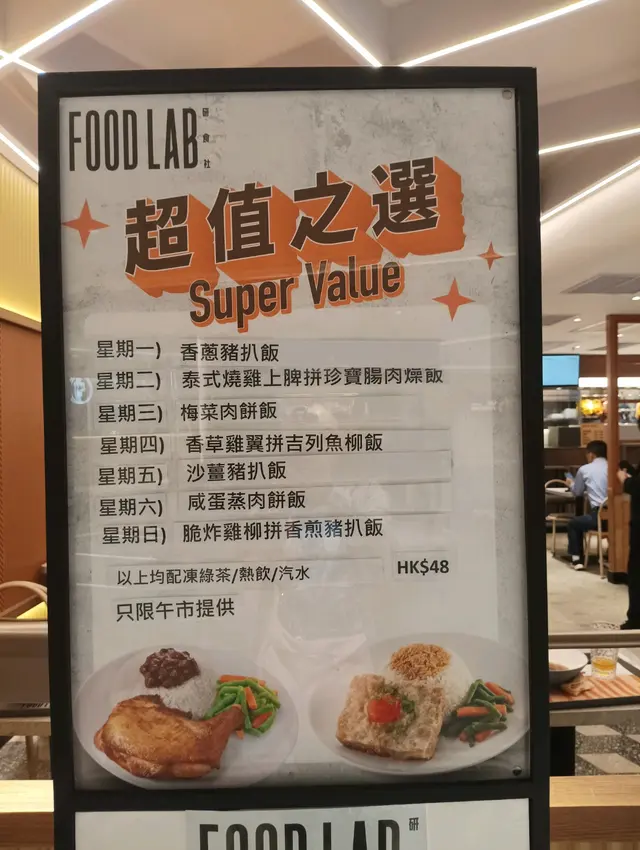 FOOD LAB 研食社
超值之選
Super Value
星期一) 香蔥豬扒飯
星期二) 泰式燒雞上脾拼珍寶腸肉燥飯
星期三) 梅菜肉餅飯
星期四) 香草雞翼拼吉列魚柳飯
星期五) 沙薑豬扒飯
星期六) 咸蛋蒸肉餅飯
星期日) 脆炸雞柳拼香煎豬扒飯
以上均配凍綠茶/熱飲/汽水 HK$48
只限午市提供
FOOD LAB 研